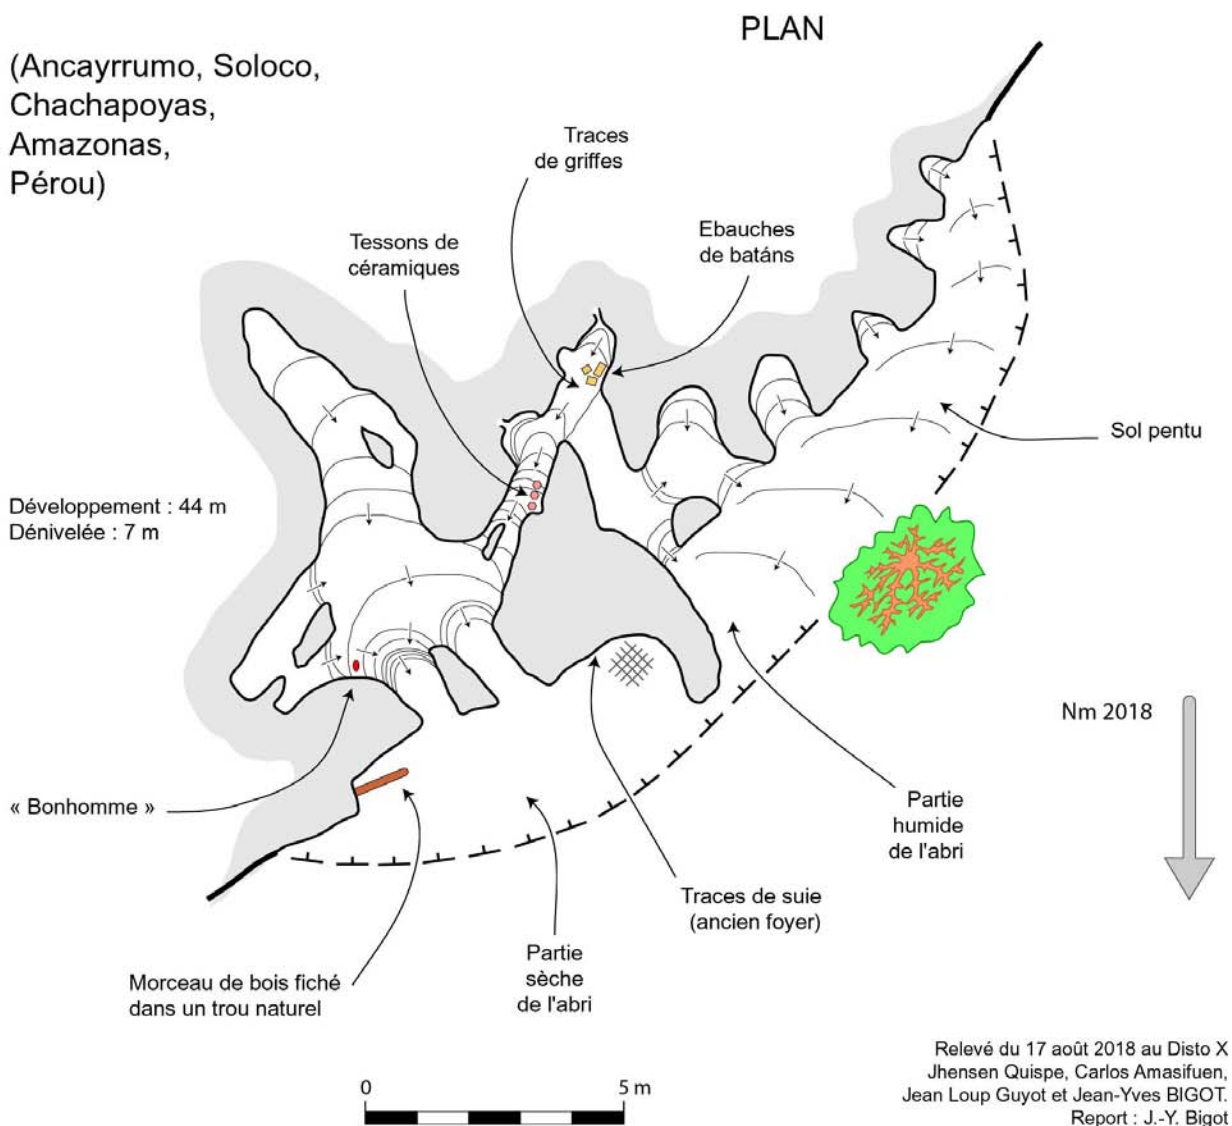 PLAN
(Ancayrrumo, Soloco,
Chachapoyas,
Amazonas,
Pérou)
Traces
de griffes
Tessons de
céramiques
Ebauches
de batáns
Sol pentu
Développement : 44 m
Dénivelée : 7 m
Nm 2018
« Bonhomme »
Partie
humide
de l'abri
Traces de suie
(ancien foyer)
Partie
sèche
de l'abri
Morceau de bois fiché
dans un trou naturel
0
5 m
Relevé du 17 août 2018 au Disto X
Jhensen Quispe, Carlos Amasifuen,
Jean Loup Guyot et Jean-Yves BIGOT.
Report : J.-Y. Bigot